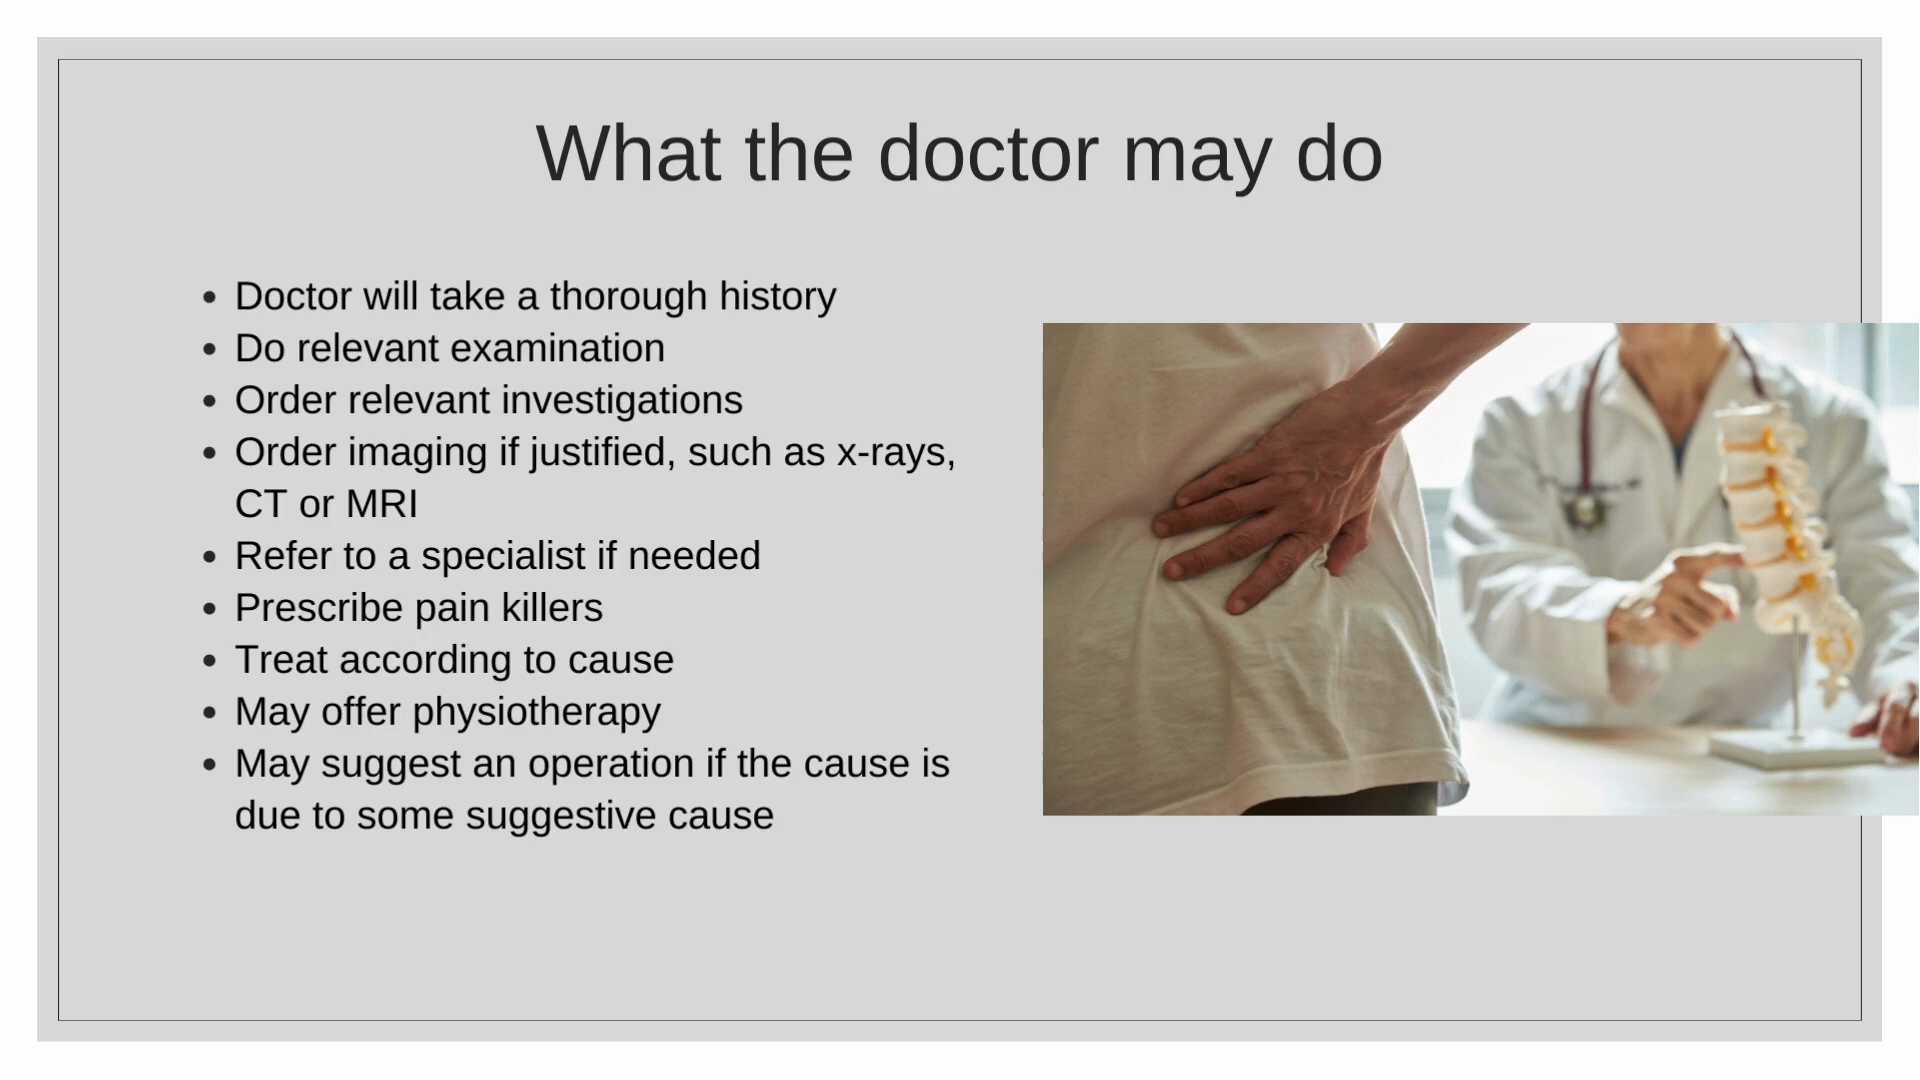 What the doctor may do
• Doctor will take a thorough history
• Do relevant examination
• Order relevant investigations
• Order imaging if justified, such as x-rays,
CT or MRI
• Refer to a specialist if needed
• Prescribe pain killers
• Treat according to cause
• May offer physiotherapy
• May suggest an operation if the cause is
due to some suggestive cause